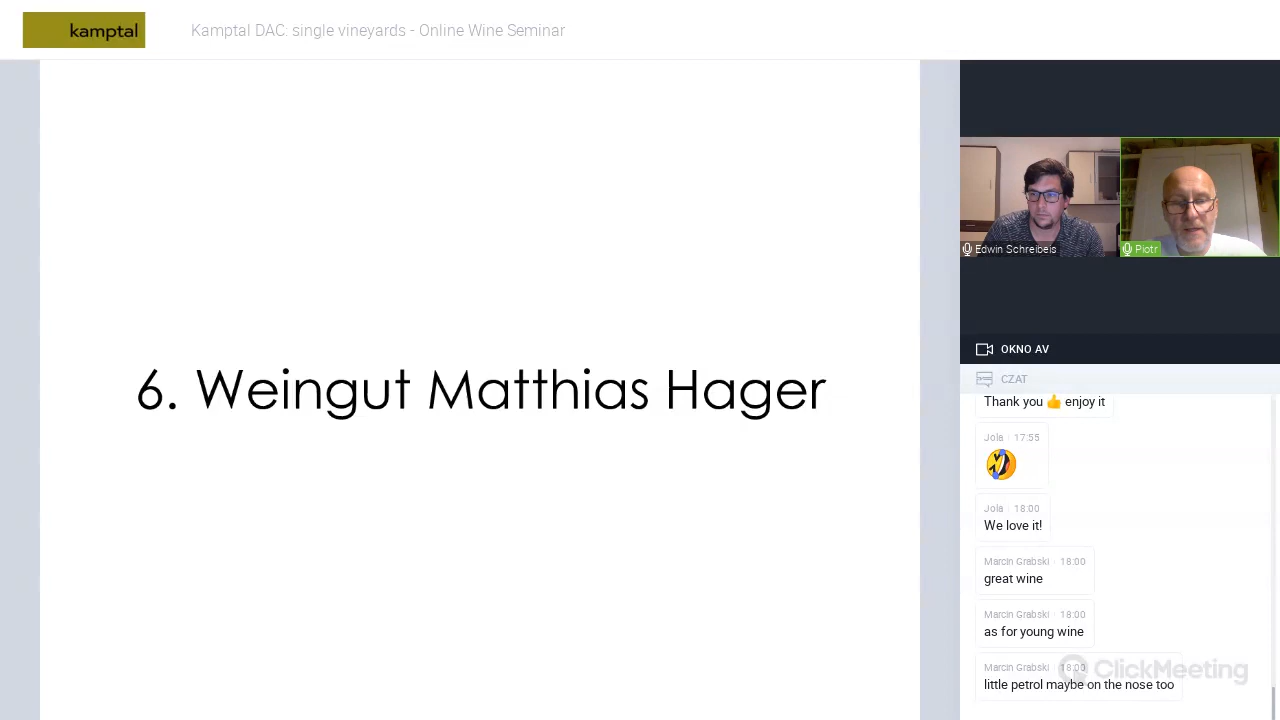 kamptal
Kamptal DAC: single vineyards - Online Wine Seminar
6. Weingut Matthias Hager
Edwin Schreibeis
Piotr
OKNO AV
CZAT
Thank you 👍 enjoy it
Jola 17:55
🤣
Jola 18:00
We love it!
Marcin Grabski · 18:00
great wine
Marcin Grabski · 18:00
as for young wine
Marcin Grabski · 18:00
little petrol maybe on the nose too
ClickMeeting